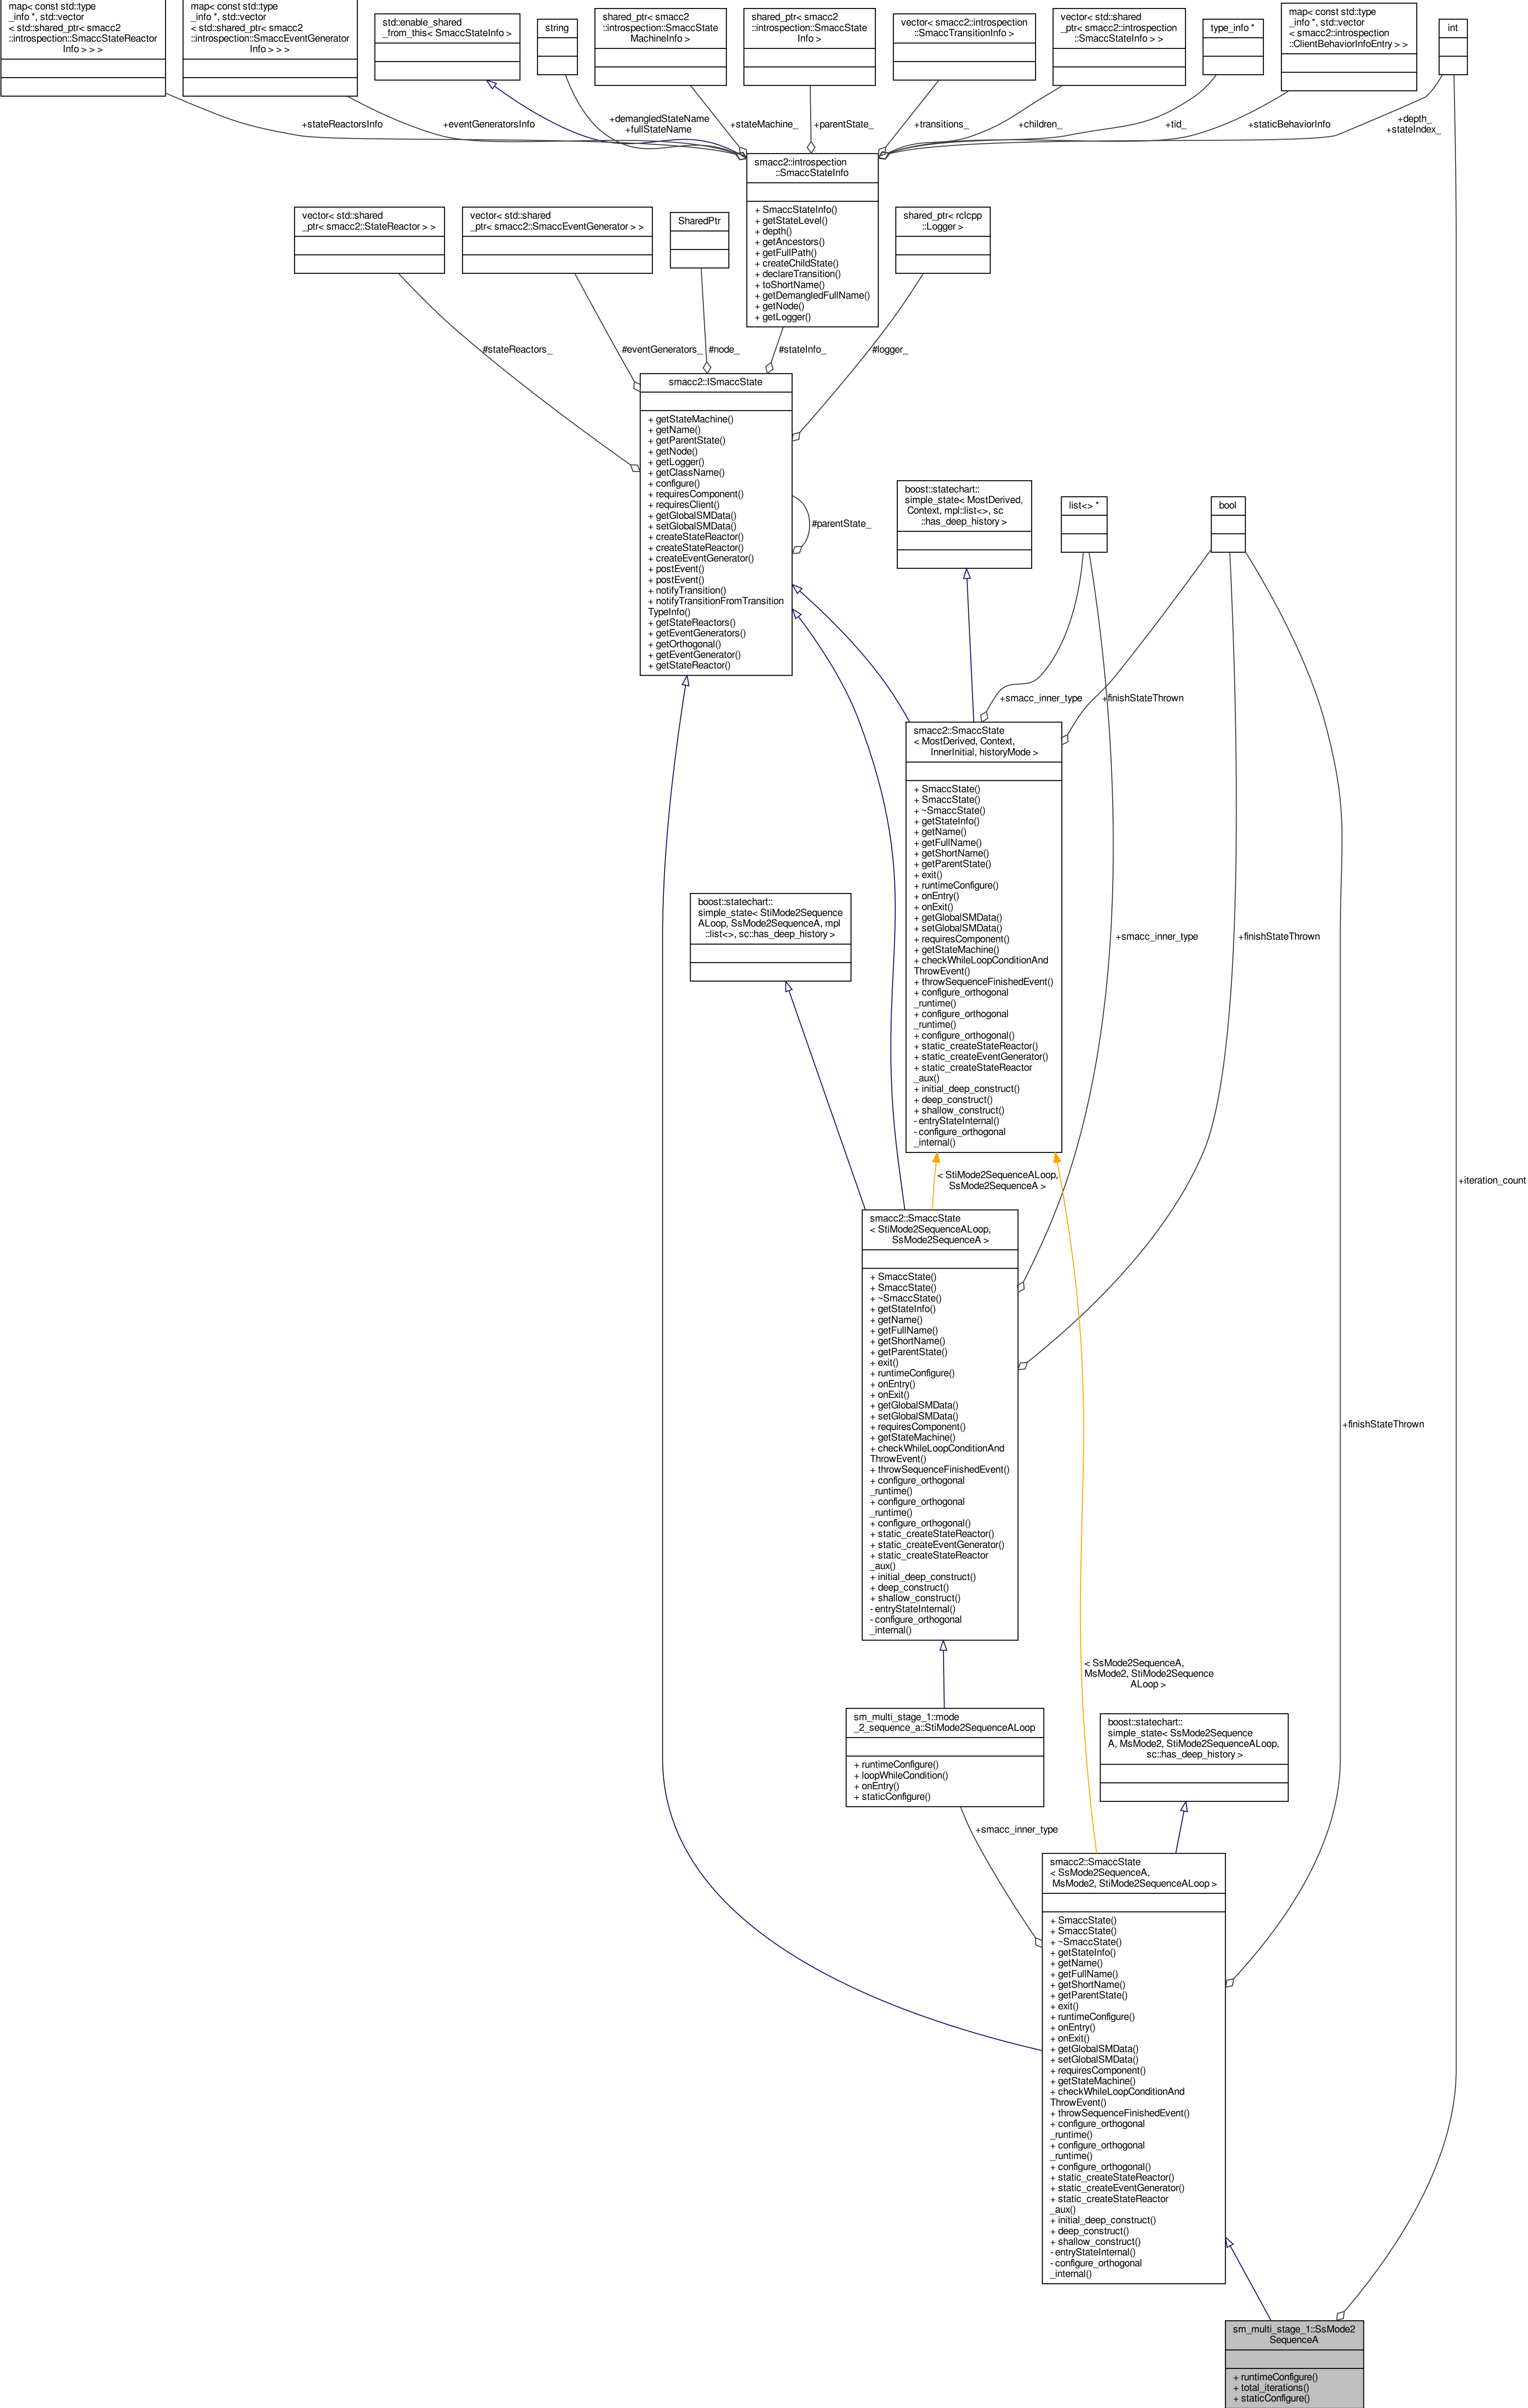 map< const std::type
_info *, std::vector
< std::shared_ptr< smacc2
::introspection::SmaccStateReactor
Info > > >
map< const std::type
_info *, std::vector
< std::shared_ptr< smacc2
::introspection::SmaccEventGenerator
Info > > >
std::enable_shared
_from_this< SmaccStateInfo >
string
shared_ptr< smacc2
::introspection::SmaccState
MachineInfo >
shared_ptr< smacc2
::introspection::SmaccState
Info >
vector< smacc2::introspection
::SmaccTransitionInfo >
vector< std::shared
_ptr< smacc2::introspection
::SmaccStateInfo > >
type_info *
map< const std::type
_info *, std::vector
< smacc2::introspection
::ClientBehaviorInfoEntry > >
int
+stateReactorsInfo
+eventGeneratorsInfo
+demangledStateName
+fullStateName
+stateMachine_
+parentState_
+transitions_
+children_
+tid_
+staticBehaviorInfo
+depth_
+stateIndex_
smacc2::introspection
::SmaccStateInfo
+ SmaccStateInfo()
+ getStateLevel()
+ depth()
+ getAncestors()
+ getFullPath()
+ createChildState()
+ declareTransition()
+ toShortName()
+ getDemangledFullName()
+ getNode()
+ getLogger()
vector< std::shared
_ptr< smacc2::StateReactor > >
vector< std::shared
_ptr< smacc2::SmaccEventGenerator > >
SharedPtr
shared_ptr< rclcpp
::Logger >
#stateReactors_
#eventGenerators_
#node_
#stateInfo_
#logger_
smacc2::ISmaccState
+ getStateMachine()
+ getName()
+ getParentState()
+ getNode()
+ getLogger()
+ getClassName()
+ configure()
+ requiresComponent()
+ requiresClient()
+ getGlobalSMData()
+ setGlobalSMData()
+ createStateReactor()
+ createStateReactor()
+ createEventGenerator()
+ postEvent()
+ postEvent()
+ notifyTransition()
+ notifyTransitionFromTransition
TypeInfo()
+ getStateReactors()
+ getEventGenerators()
+ getOrthogonal()
+ getEventGenerator()
+ getStateReactor()
#parentState_
boost::statechart::
simple_state< MostDerived,
Context, mpl::list<>, sc
::has_deep_history >
list<> *
bool
+smacc_inner_type
+finishStateThrown
smacc2::SmaccState
< MostDerived, Context,
InnerInitial, historyMode >
+ SmaccState()
+ SmaccState()
+ ~SmaccState()
+ getStateInfo()
+ getName()
+ getFullName()
+ getShortName()
+ getParentState()
+ exit()
+ runtimeConfigure()
+ onEntry()
+ onExit()
+ getGlobalSMData()
+ setGlobalSMData()
+ requiresComponent()
+ getStateMachine()
+ checkWhileLoopConditionAnd
ThrowEvent()
+ throwSequenceFinishedEvent()
+ configure_orthogonal
_runtime()
+ configure_orthogonal
_runtime()
+ configure_orthogonal()
+ static_createStateReactor()
+ static_createEventGenerator()
+ static_createStateReactor
_aux()
+ initial_deep_construct()
+ deep_construct()
+ shallow_construct()
- entryStateInternal()
- configure_orthogonal
_internal()
boost::statechart::
simple_state< StiMode2Sequence
ALoop, SsMode2SequenceA, mpl
::list<>, sc::has_deep_history >
+smacc_inner_type
+finishStateThrown
< StiMode2SequenceALoop,
SsMode2SequenceA >
+iteration_count
smacc2::SmaccState
< StiMode2SequenceALoop,
SsMode2SequenceA >
+ SmaccState()
+ SmaccState()
+ ~SmaccState()
+ getStateInfo()
+ getName()
+ getFullName()
+ getShortName()
+ getParentState()
+ exit()
+ runtimeConfigure()
+ onEntry()
+ onExit()
+ getGlobalSMData()
+ setGlobalSMData()
+ requiresComponent()
+ getStateMachine()
+ checkWhileLoopConditionAnd
ThrowEvent()
+ throwSequenceFinishedEvent()
+ configure_orthogonal
_runtime()
+ configure_orthogonal
_runtime()
+ configure_orthogonal()
+ static_createStateReactor()
+ static_createEventGenerator()
+ static_createStateReactor
_aux()
+ initial_deep_construct()
+ deep_construct()
+ shallow_construct()
- entryStateInternal()
- configure_orthogonal
_internal()
+finishStateThrown
< SsMode2SequenceA,
MsMode2, StiMode2Sequence
ALoop >
sm_multi_stage_1::mode
_2_sequence_a::StiMode2SequenceALoop
+ runtimeConfigure()
+ loopWhileCondition()
+ onEntry()
+ staticConfigure()
boost::statechart::
simple_state< SsMode2Sequence
A, MsMode2, StiMode2SequenceALoop,
sc::has_deep_history >
+smacc_inner_type
smacc2::SmaccState
< SsMode2SequenceA,
MsMode2, StiMode2SequenceALoop >
+ SmaccState()
+ SmaccState()
+ ~SmaccState()
+ getStateInfo()
+ getName()
+ getFullName()
+ getShortName()
+ getParentState()
+ exit()
+ runtimeConfigure()
+ onEntry()
+ onExit()
+ getGlobalSMData()
+ setGlobalSMData()
+ requiresComponent()
+ getStateMachine()
+ checkWhileLoopConditionAnd
ThrowEvent()
+ throwSequenceFinishedEvent()
+ configure_orthogonal
_runtime()
+ configure_orthogonal
_runtime()
+ configure_orthogonal()
+ static_createStateReactor()
+ static_createEventGenerator()
+ static_createStateReactor
_aux()
+ initial_deep_construct()
+ deep_construct()
+ shallow_construct()
- entryStateInternal()
- configure_orthogonal
_internal()
sm_multi_stage_1::SsMode2
SequenceA
+ runtimeConfigure()
+ total_iterations()
+ staticConfigure()